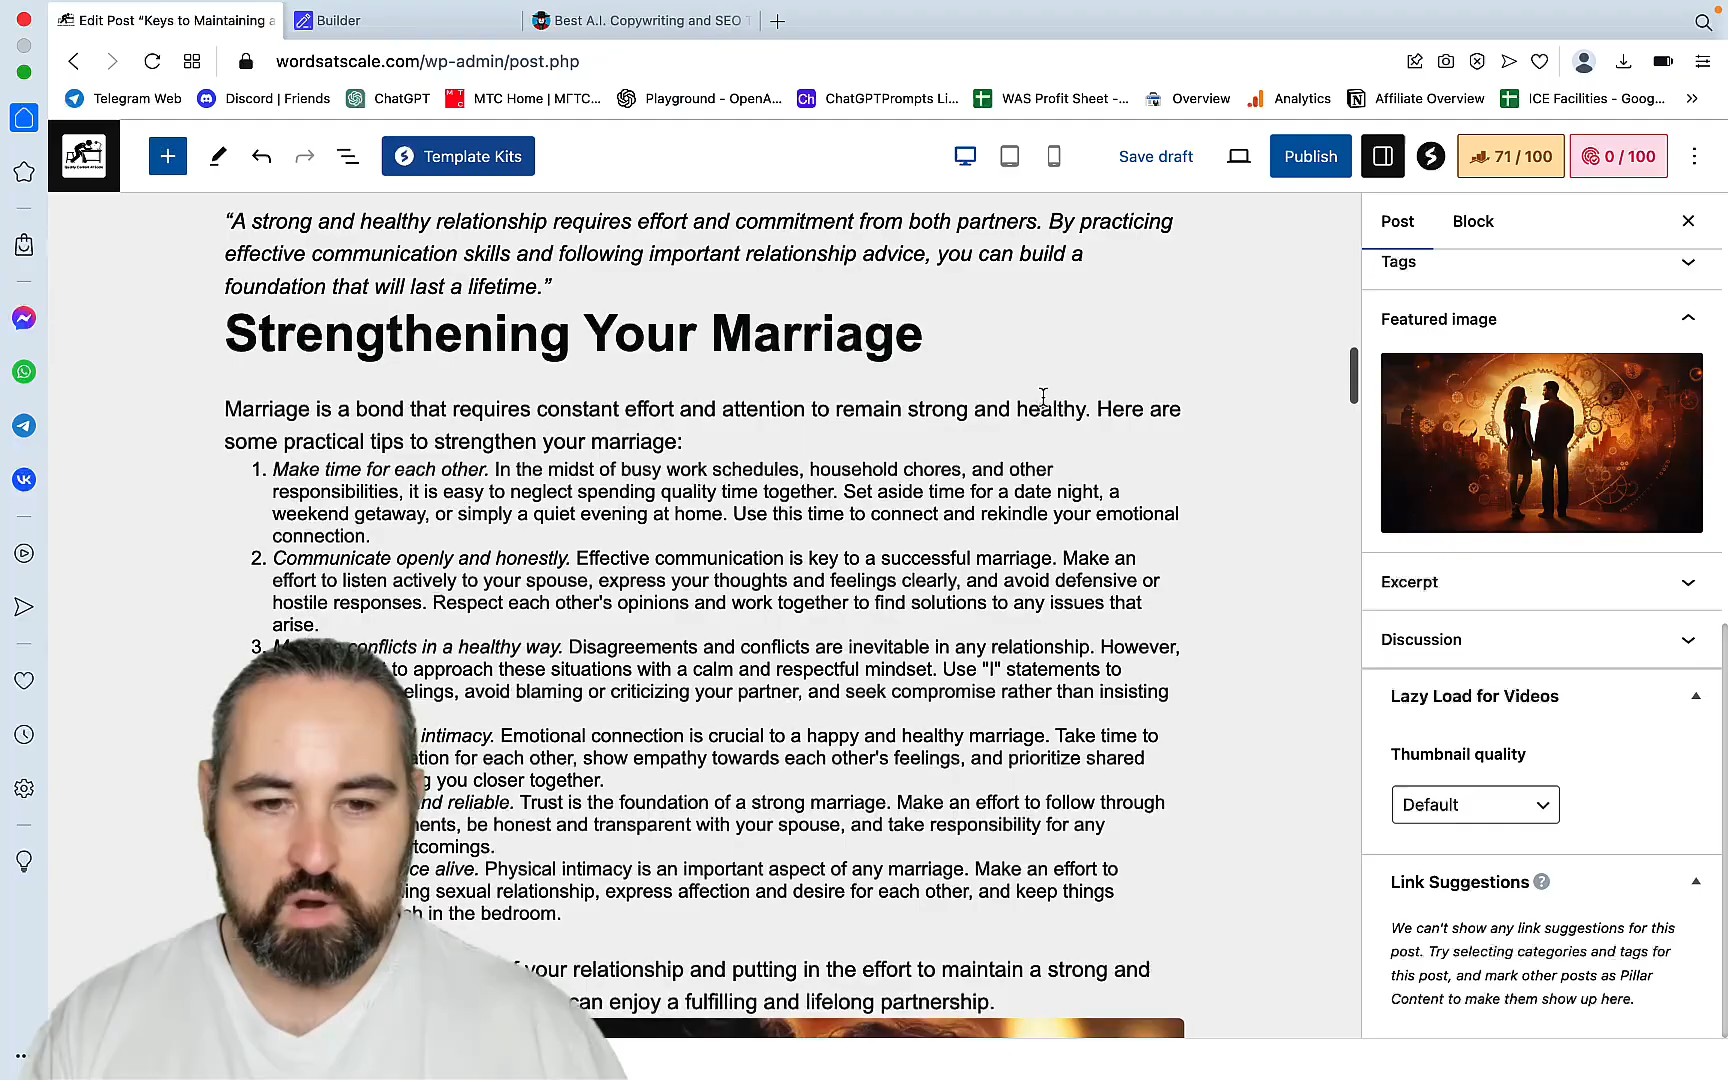 Edit Post “Keys to Maintaining a
Builder
Best A.I. Copywriting and SEO T
wordsatscale.com/wp-admin/post.php
Telegram Web
Discord | Friends
ChatGPT
МТС Home | МГТС...
Playground - OpenA...
Ch
ChatGPTPrompts Li...
WAS Profit Sheet -...
Overview
Analytics
Affiliate Overview
ICE Facilities - Goog...
Template Kits
Save draft
Publish
71 / 100
0 / 100
“A strong and healthy relationship requires effort and commitment from both partners. By practicing
effective communication skills and following important relationship advice, you can build a
foundation that will last a lifetime.”
Strengthening Your Marriage
Marriage is a bond that requires constant effort and attention to remain strong and healthy. Here are
some practical tips to strengthen your marriage:
1. Make time for each other. In the midst of busy work schedules, household chores, and other
responsibilities, it is easy to neglect spending quality time together. Set aside time for a date night, a
weekend getaway, or simply a quiet evening at home. Use this time to connect and rekindle your emotional
connection.
2. Communicate openly and honestly. Effective communication is key to a successful marriage. Make an
effort to listen actively to your spouse, express your thoughts and feelings clearly, and avoid defensive or
hostile responses. Respect each other's opinions and work together to find solutions to any issues that
arise.
3. conflicts in a healthy way. Disagreements and conflicts are inevitable in any relationship. However,
to approach these situations with a calm and respectful mindset. Use "I" statements to
elings, avoid blaming or criticizing your partner, and seek compromise rather than insisting
intimacy. Emotional connection is crucial to a happy and healthy marriage. Take time to
ation for each other, show empathy towards each other's feelings, and prioritize shared
g you closer together.
nd reliable. Trust is the foundation of a strong marriage. Make an effort to follow through
ents, be honest and transparent with your spouse, and take responsibility for any
tcomings.
ce alive. Physical intimacy is an important aspect of any marriage. Make an effort to
ing sexual relationship, express affection and desire for each other, and keep things
h in the bedroom.
f your relationship and putting in the effort to maintain a strong and
can enjoy a fulfilling and lifelong partnership.
Post
Block
Tags
Featured image
Excerpt
Discussion
Lazy Load for Videos
Thumbnail quality
Default
Link Suggestions
We can't show any link suggestions for this
post. Try selecting categories and tags for
this post, and mark other posts as Pillar
Content to make them show up here.